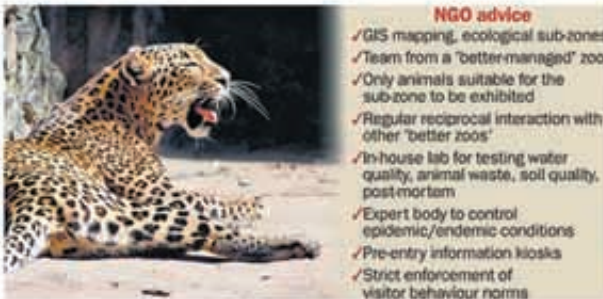 NGO advice
✓GIS mapping, ecological sub-zones
✓Team from a "better-managed" zoo
✓Only animals suitable for the
sub-zone to be exhibited
✓Regular reciprocal interaction with
other "better zoos"
✓In-house lab for testing water
quality, animal waste, soil quality,
post-mortem
✓Expert body to control
epidemic/endemic conditions
✓Pre-entry information kiosks
✓Strict enforcement of
visitor behaviour norms